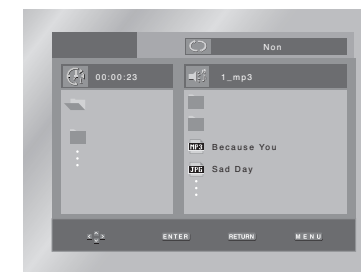 Non
00:00:23
1_mp3
MP3 Because You
JPG Sad Day
ENTER RETURN MENU